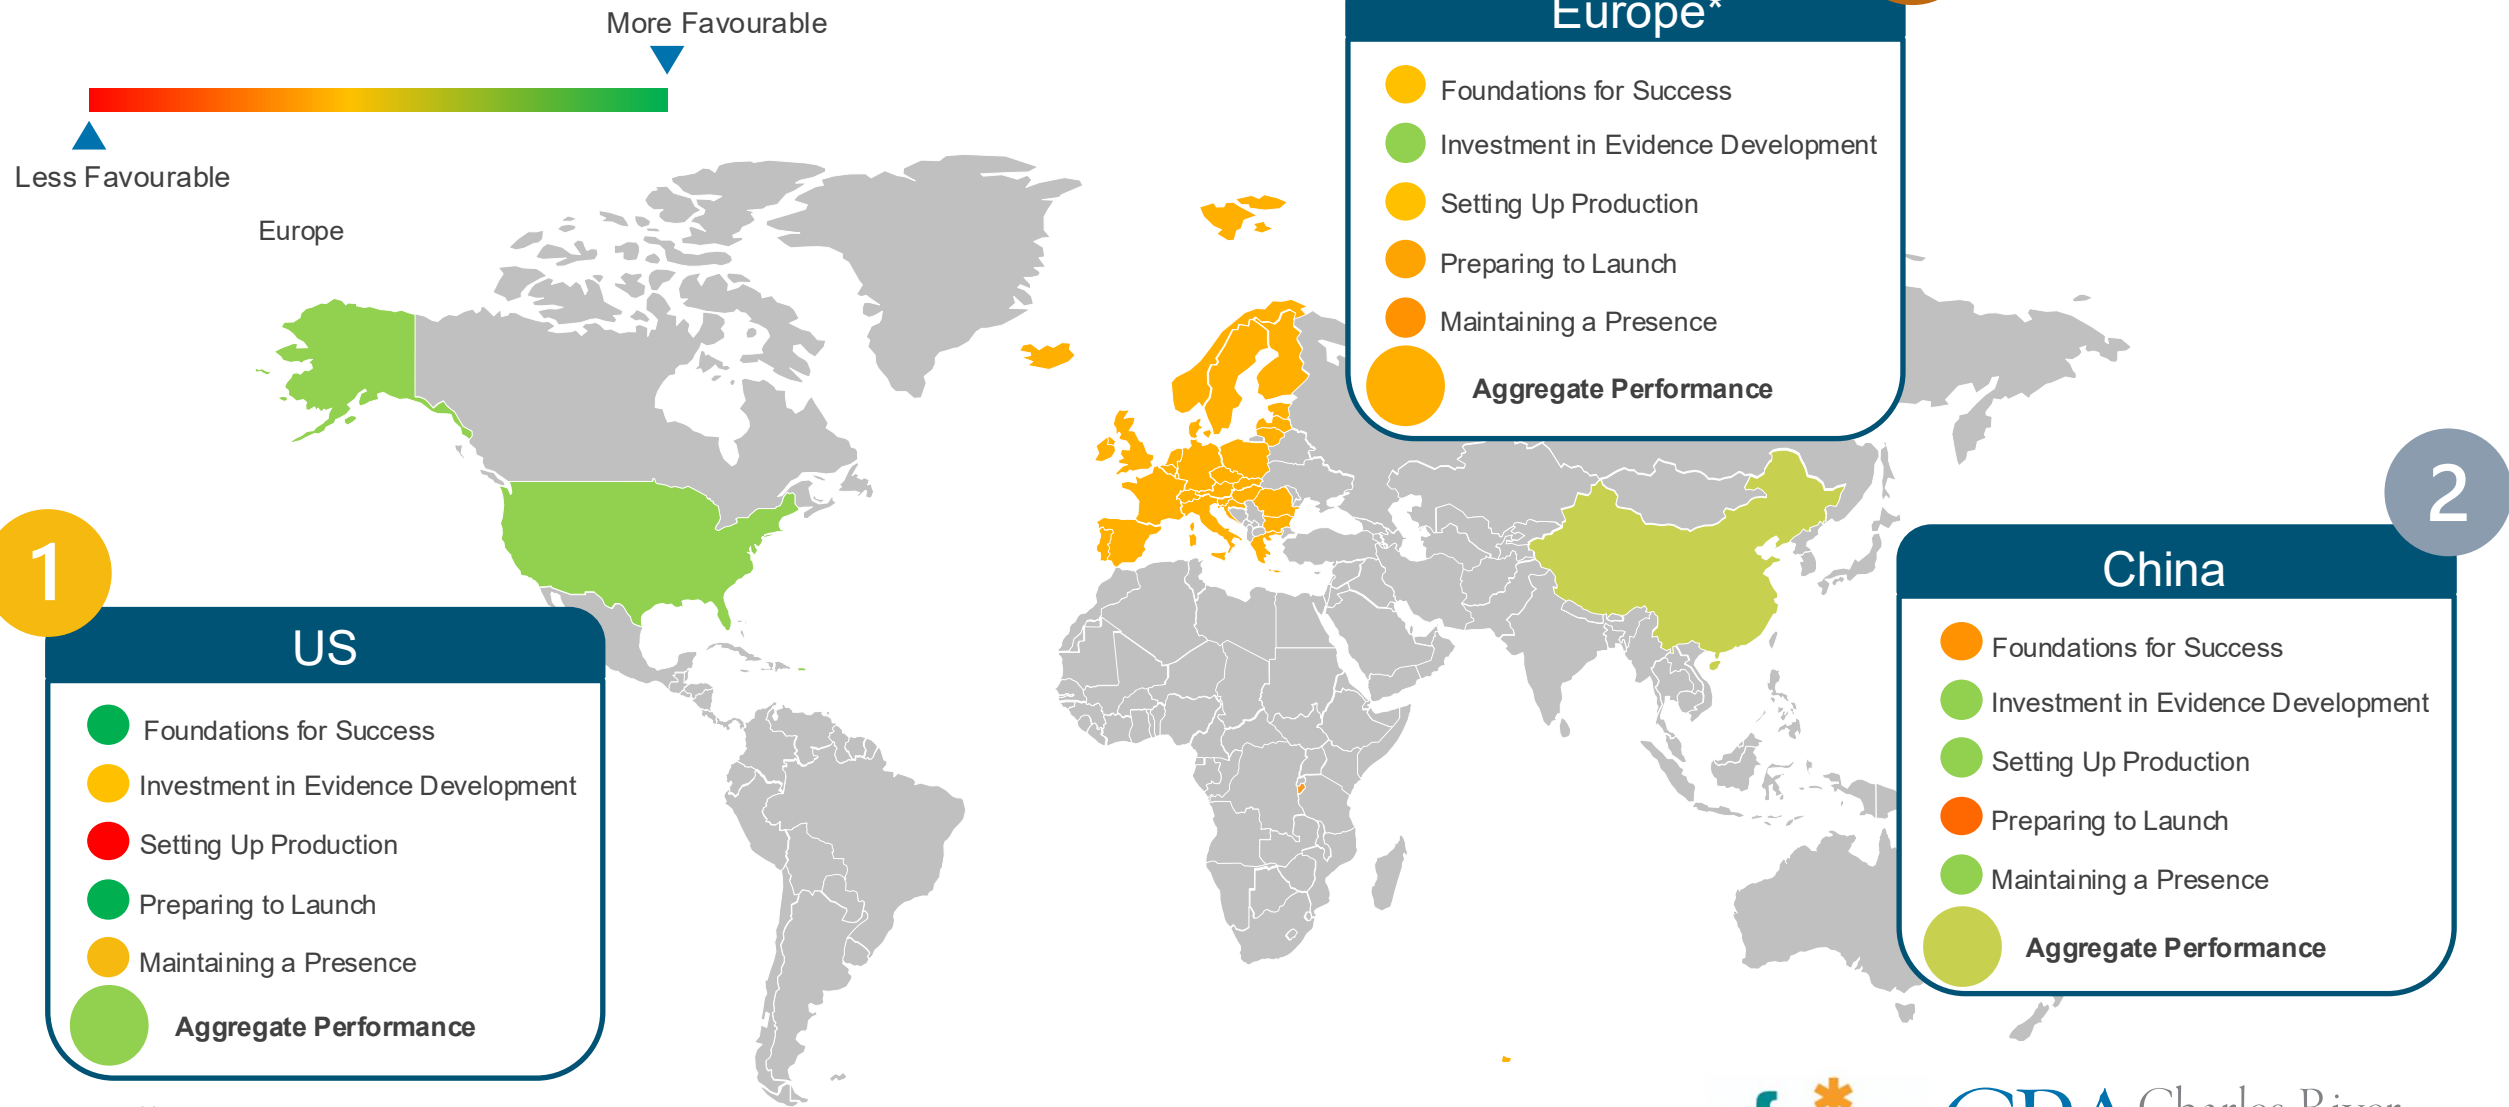 More Favourable
Less Favourable
Europe
Europe*
Foundations for Success
Investment in Evidence Development
Setting Up Production
Preparing to Launch
Maintaining a Presence
Aggregate Performance
1
US
Foundations for Success
Investment in Evidence Development
Setting Up Production
Preparing to Launch
Maintaining a Presence
Aggregate Performance
2
China
Foundations for Success
Investment in Evidence Development
Setting Up Production
Preparing to Launch
Maintaining a Presence
Aggregate Performance
CRA Charles River